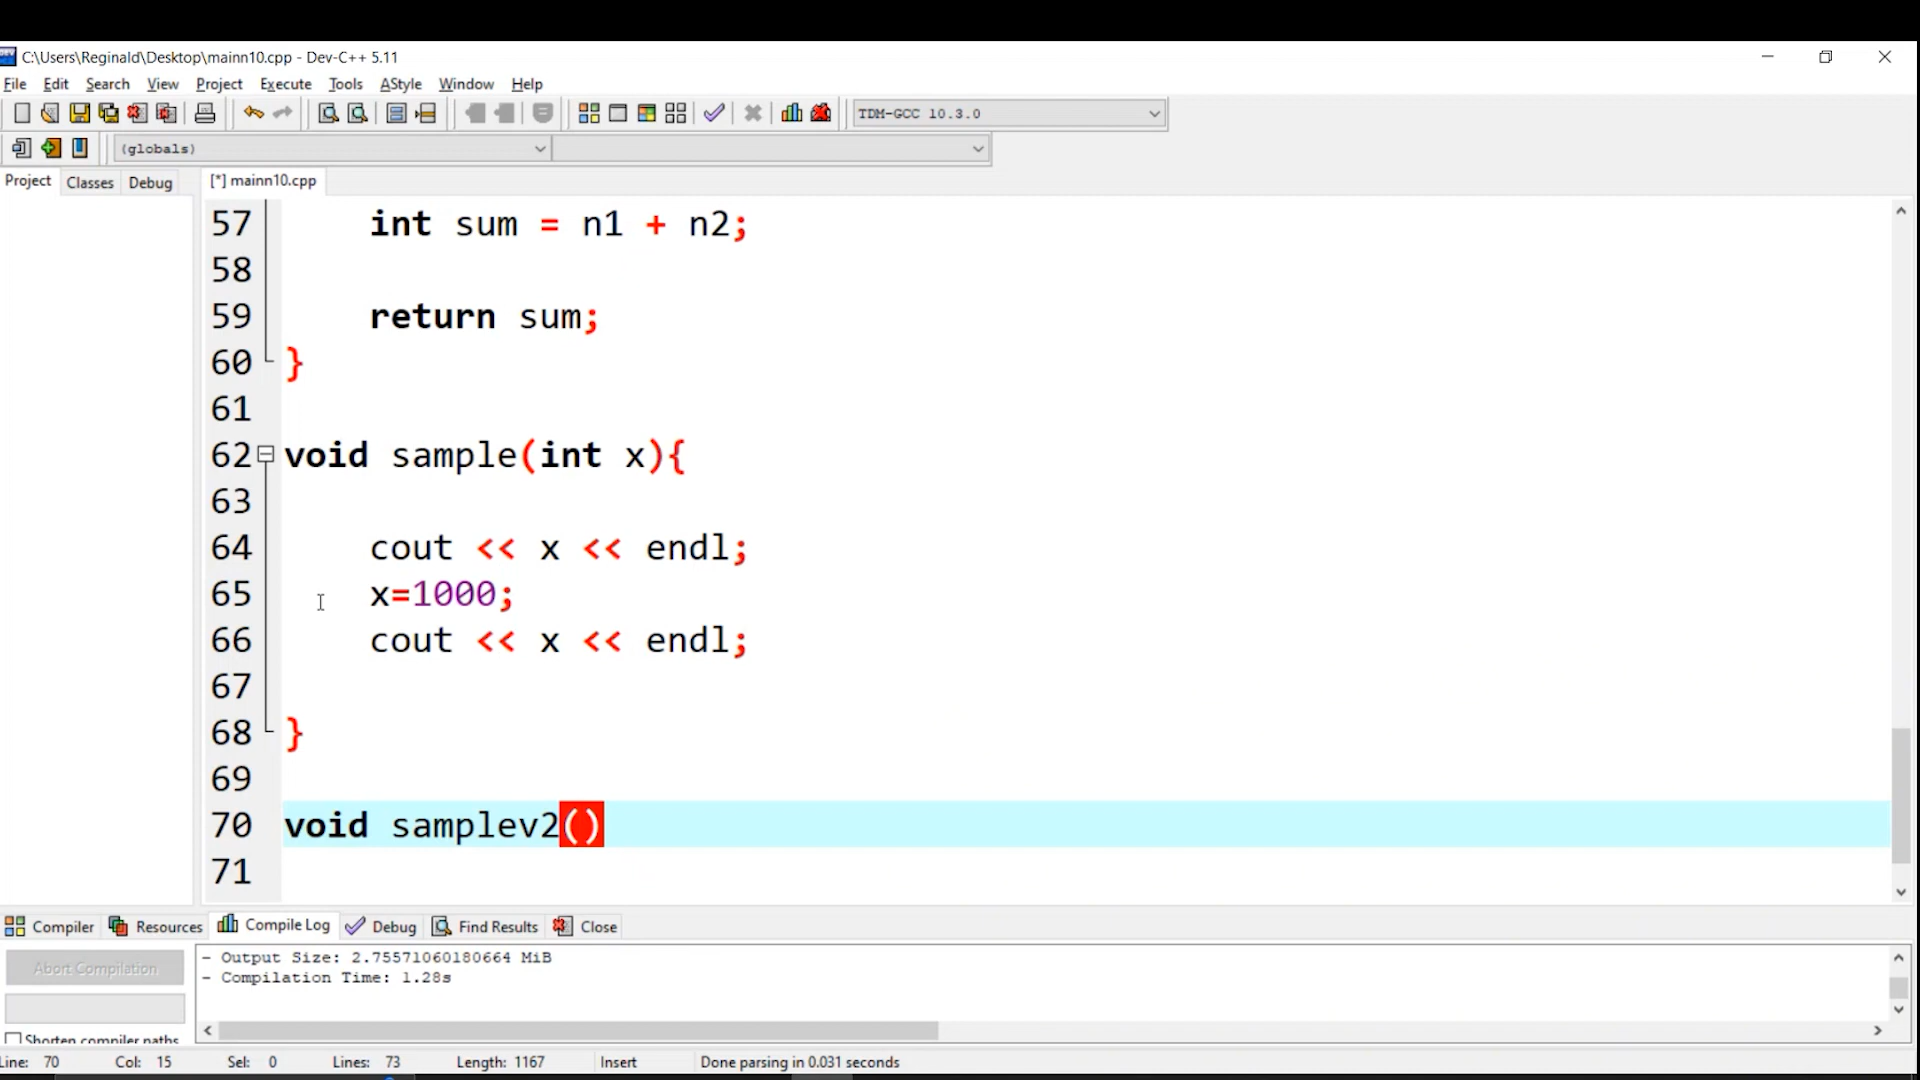 C:\Users\Reginald\Desktop\mainn10.cpp - Dev-C++ 5.11
File Edit Search View Project Execute Tools AStyle Window Help
TDM-GCC 10.3.0
(globals)
Project Classes Debug [*] mainn10.cpp
57 int sum = n1 + n2;
58
59 return sum;
60 }
61
62 void sample(int x){
63
64 cout << x << endl;
65 x=1000;
66 cout << x << endl;
67
68 }
69
70 void samplev2()
71
Compiler Resources Compile Log Debug Find Results Close
Abort Compilation
- Output Size: 2.75571060180664 MiB
- Compilation Time: 1.28s
Shorten compiler paths
Line: 70 Col: 15 Sel: 0 Lines: 73 Length: 1167 Insert Done parsing in 0.031 seconds